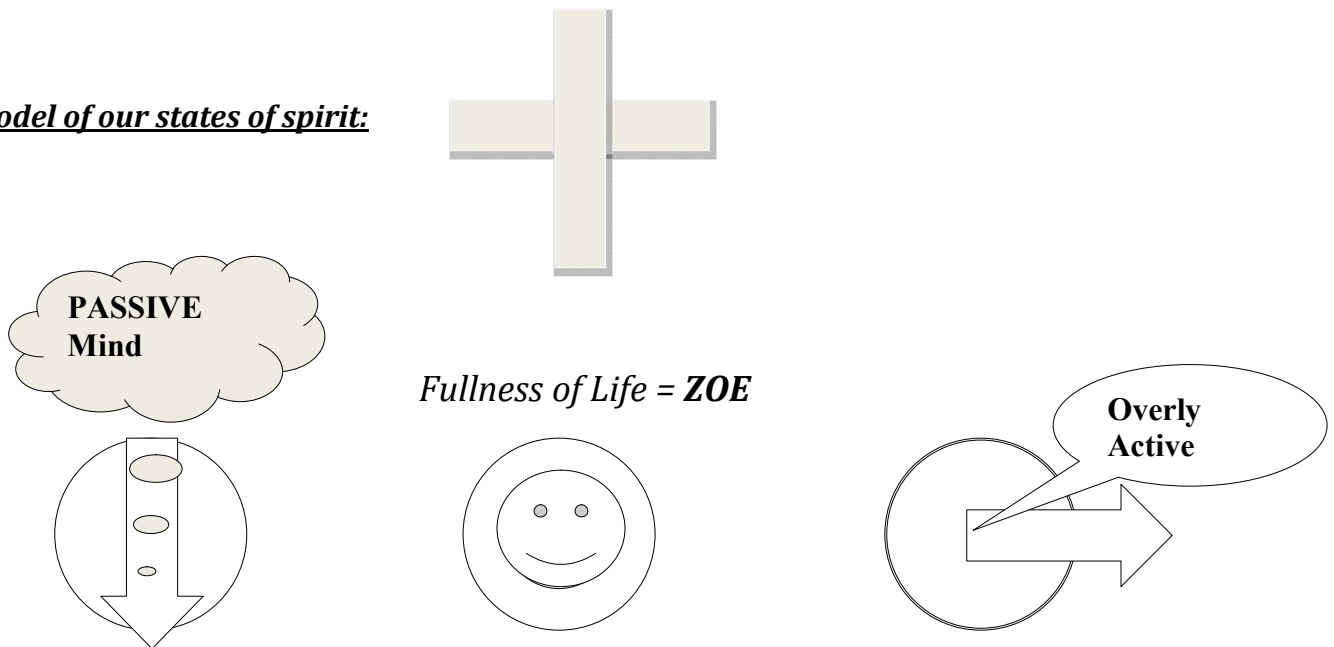 odel of our states of spirit:
PASSIVE
Mind
Fullness of Life = ZOE
Overly
Active